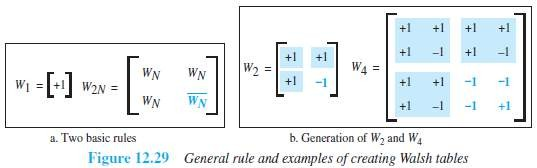 W1 = [+1] W2N = [WN WN
WN W̅N̅]
a. Two basic rules
W2 = [+1 +1
+1 -1]
W4 = [+1 +1 +1 +1
+1 -1 +1 -1
+1 +1 -1 -1
+1 -1 -1 +1]
b. Generation of W2 and W4
Figure 12.29 General rule and examples of creating Walsh tables